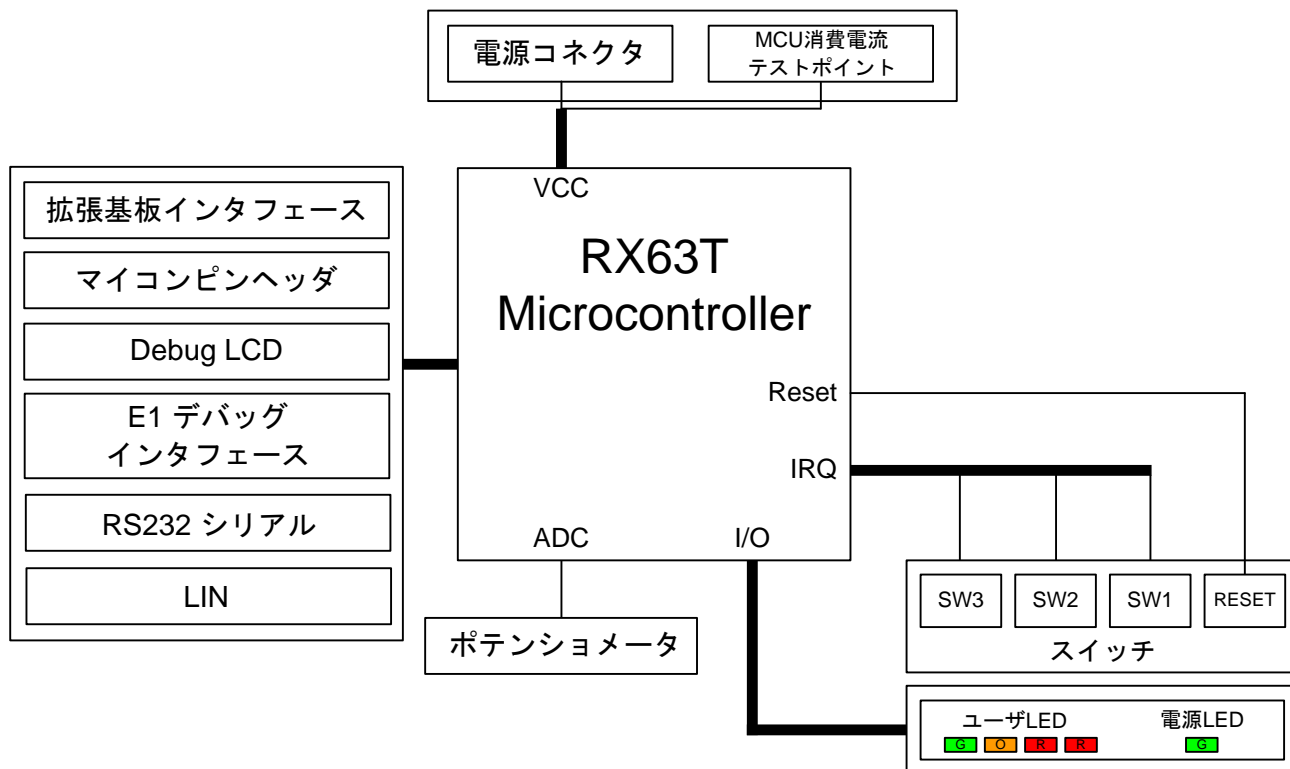 電源コネクタ
MCU消費電流
テストポイント
VCC
RX63T
Microcontroller
Reset
IRQ
ADC
I/O
拡張基板インタフェース
マイコンピンヘッダ
Debug LCD
E1 デバッグ
インタフェース
RS232 シリアル
LIN
ポテンショメータ
SW3
SW2
SW1
RESET
スイッチ
ユーザLED
電源LED
G
O
R
R
G